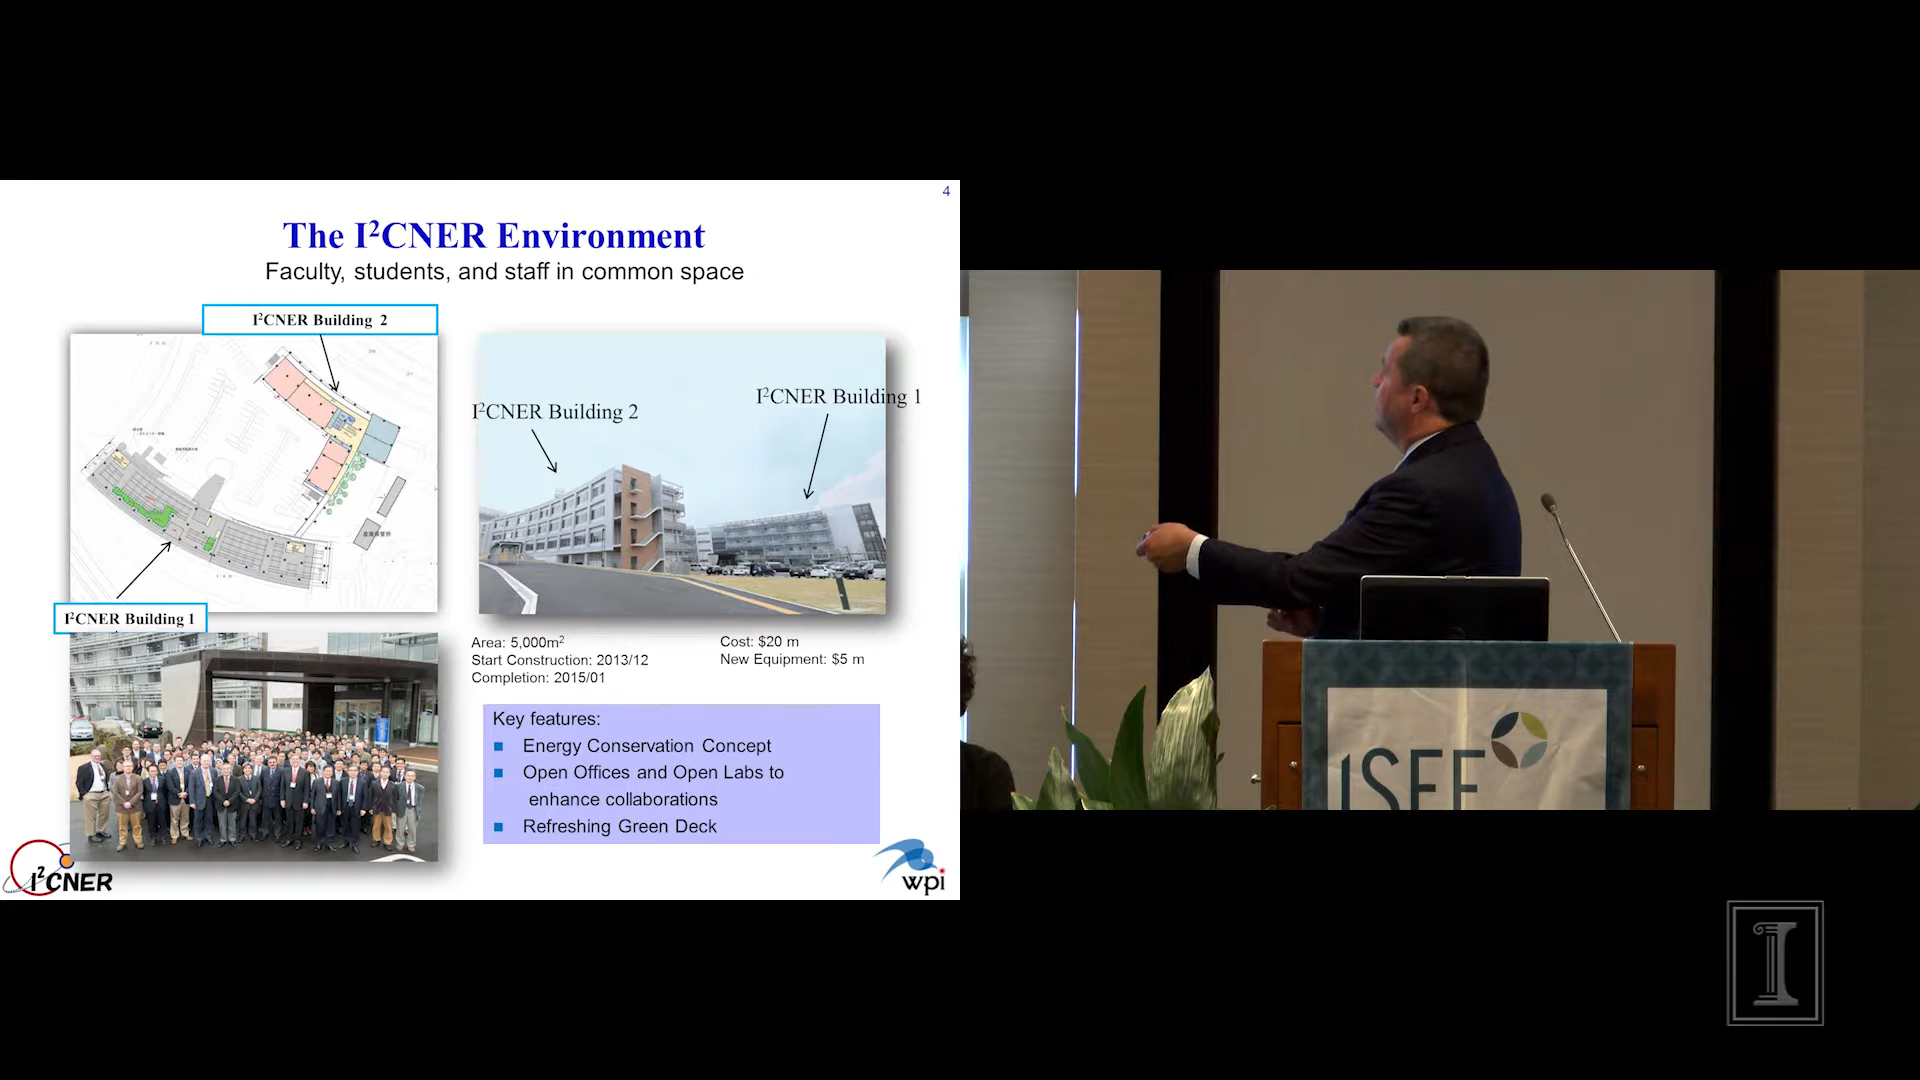 4
The I²CNER Environment
Faculty, students, and staff in common space
I²CNER Building 2
I²CNER Building 1
I²CNER Building 2
I²CNER Building 1
Area: 5,000m²
Start Construction: 2013/12
Completion: 2015/01
Cost: $20 m
New Equipment: $5 m
Key features:
Energy Conservation Concept
Open Offices and Open Labs to
enhance collaborations
Refreshing Green Deck
I²CNER
wpi
ISEE
I